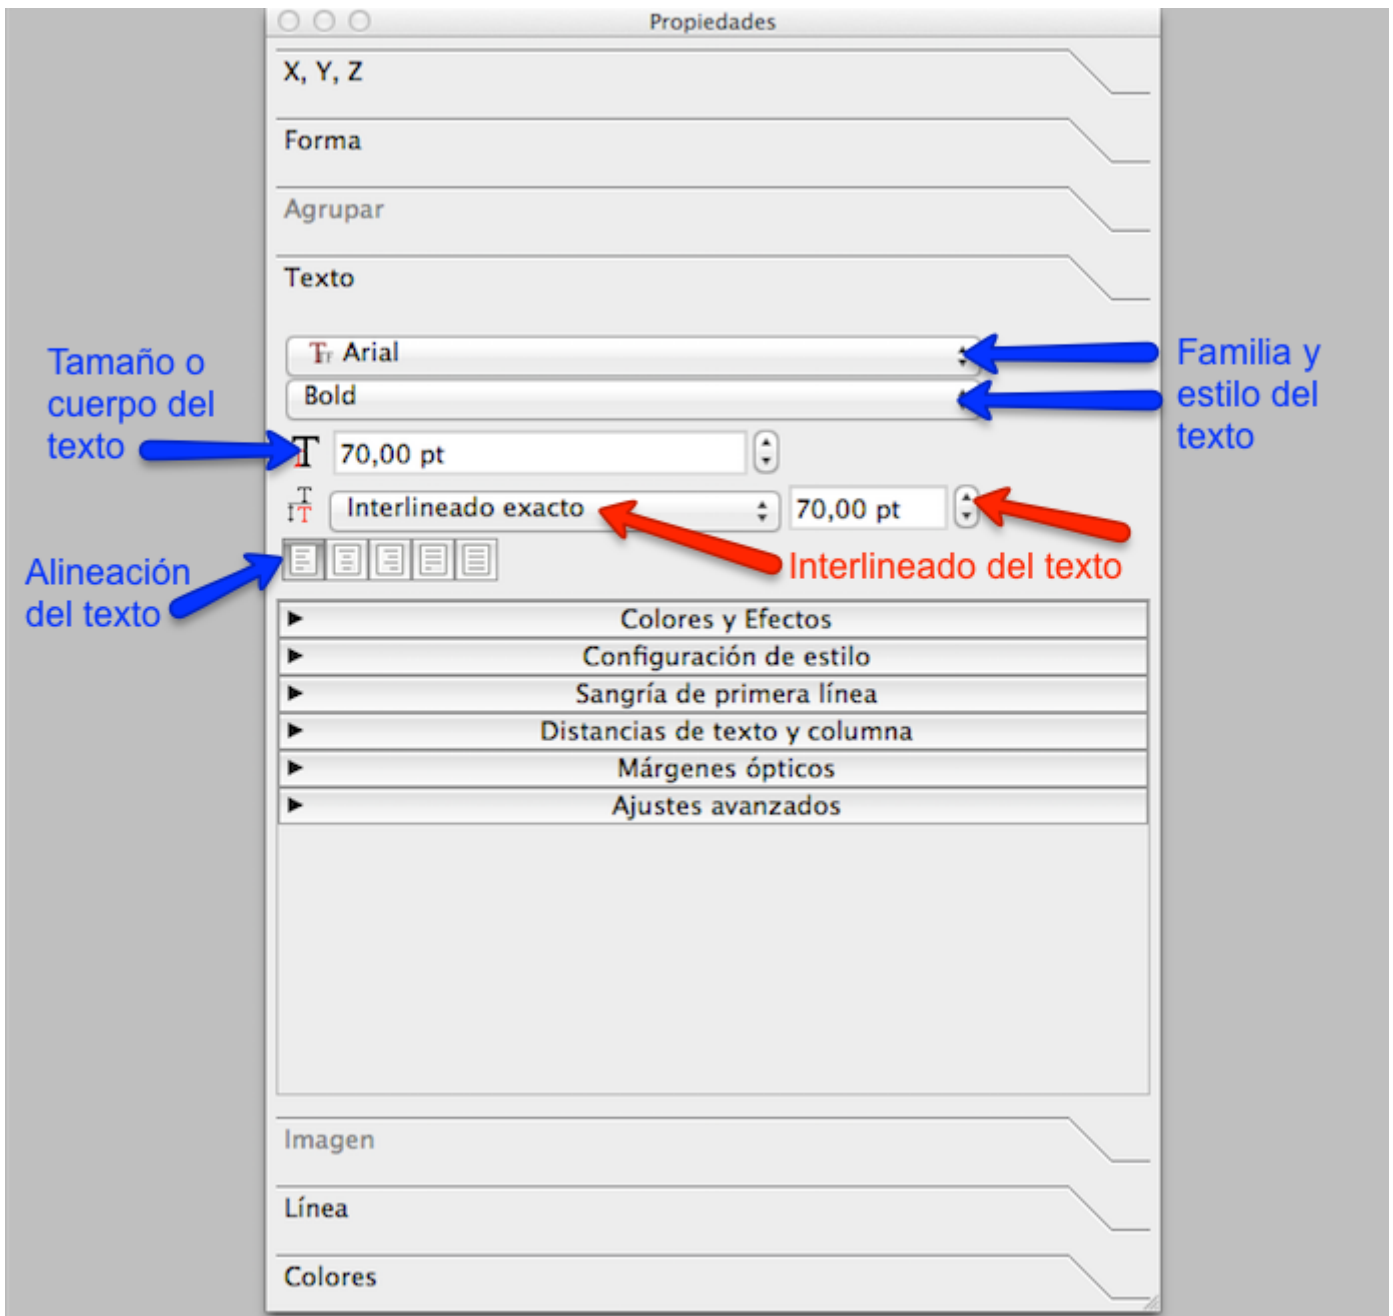 Propiedades
X, Y, Z
Forma
Agrupar
Texto
Arial
Bold
70,00 pt
Interlineado exacto
70,00 pt
Tamaño o
cuerpo del
texto
Familia y
estilo del
texto
Interlineado del texto
Alineación
del texto
Colores y Efectos
Configuración de estilo
Sangría de primera línea
Distancias de texto y columna
Márgenes ópticos
Ajustes avanzados
Imagen
Línea
Colores